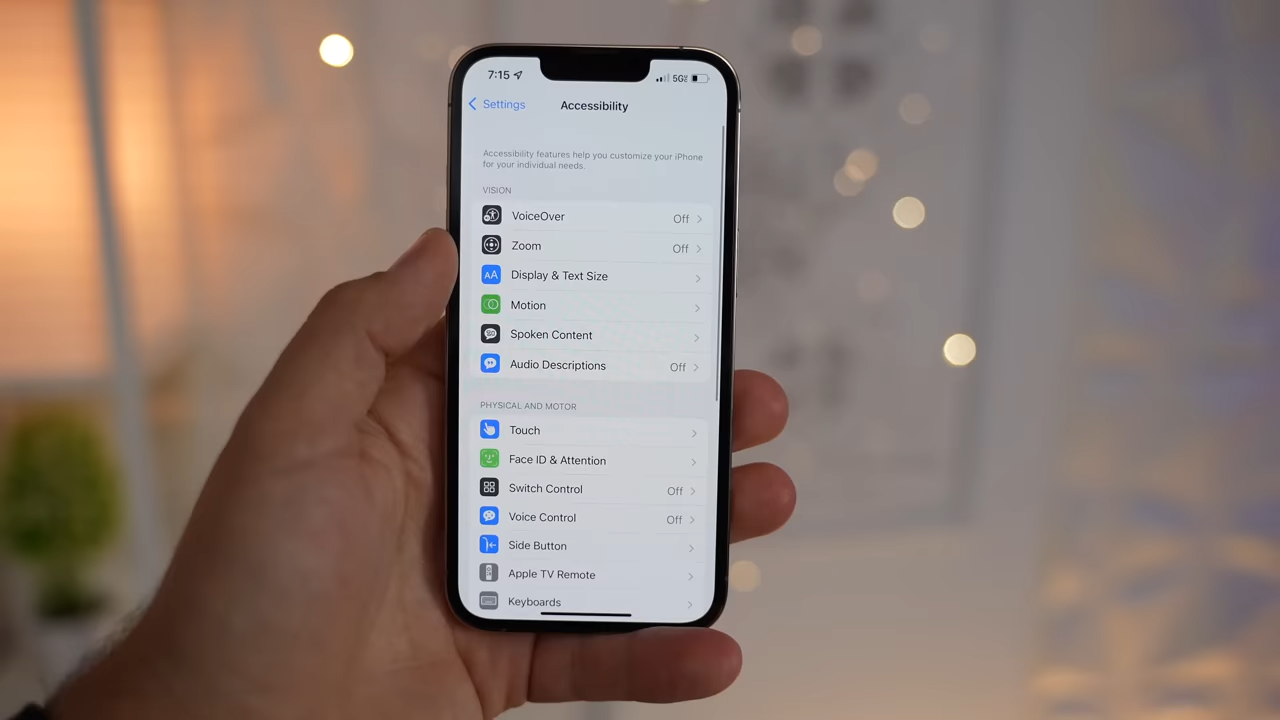 7:15 5G
Settings Accessibility
Accessibility features help you customize your iPhone
for your individual needs.
VISION
VoiceOver Off
Zoom Off
AA Display & Text Size
Motion
Spoken Content
Audio Descriptions Off
PHYSICAL AND MOTOR
Touch
Face ID & Attention
Switch Control Off
Voice Control Off
Side Button
Apple TV Remote
Keyboards